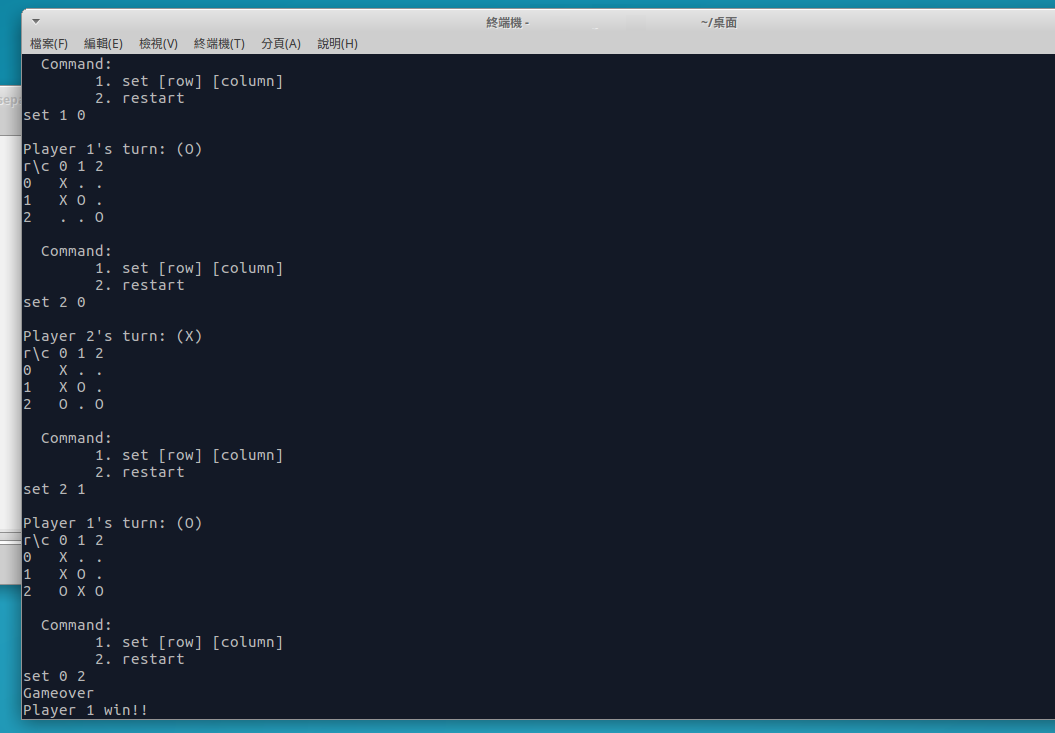 終端機 - ~/桌面
檔案(F) 編輯(E) 檢視(V) 終端機(T) 分頁(A) 說明(H)
Command:
1. set [row] [column]
2. restart
set 1 0
Player 1's turn: (O)
r\c 0 1 2
0 X . .
1 X O .
2 . . O
Command:
1. set [row] [column]
2. restart
set 2 0
Player 2's turn: (X)
r\c 0 1 2
0 X . .
1 X O .
2 O . O
Command:
1. set [row] [column]
2. restart
set 2 1
Player 1's turn: (O)
r\c 0 1 2
0 X . .
1 X O .
2 O X O
Command:
1. set [row] [column]
2. restart
set 0 2
Gameover
Player 1 win!!